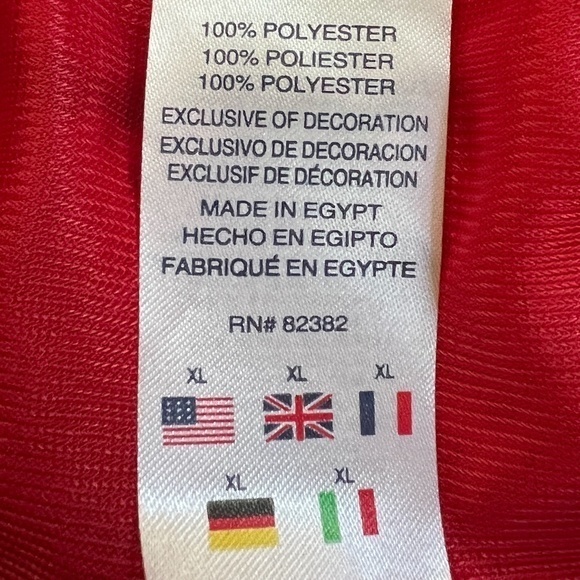 100% POLYESTER
100% POLIESTER
100% POLYESTER
EXCLUSIVE OF DECORATION
EXCLUSIVO DE DECORACION
EXCLUSIF DE DÉCORATION
MADE IN EGYPT
HECHO EN EGIPTO
FABRIQUÉ EN EGYPTE
RN# 82382
XL XL XL
XL XL